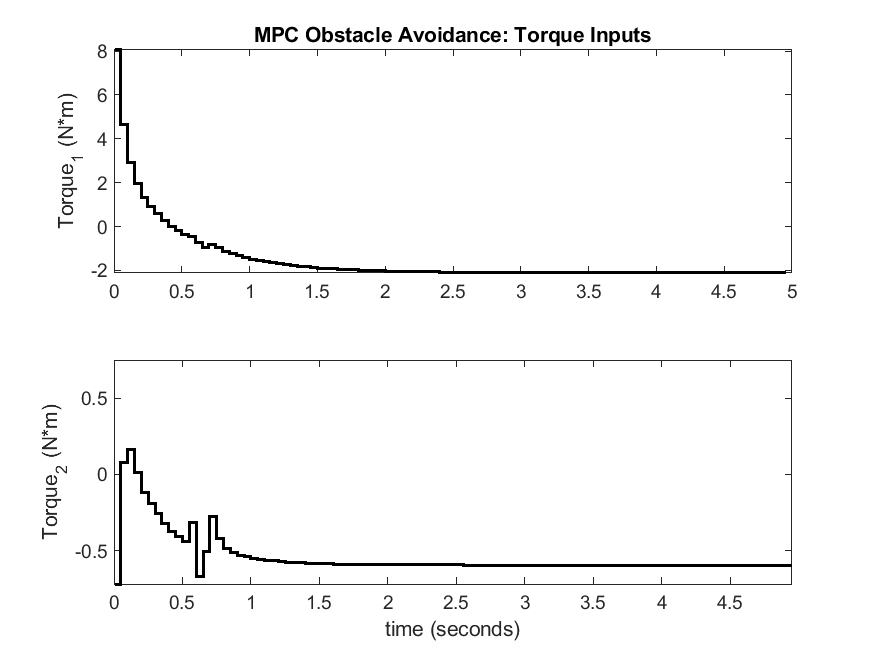 MPC Obstacle Avoidance: Torque Inputs
Torque_1 (N*m)
8
6
4
2
0
-2
0 0.5 1 1.5 2 2.5 3 3.5 4 4.5 5
Torque_2 (N*m)
0.5
0
-0.5
0 0.5 1 1.5 2 2.5 3 3.5 4 4.5
time (seconds)